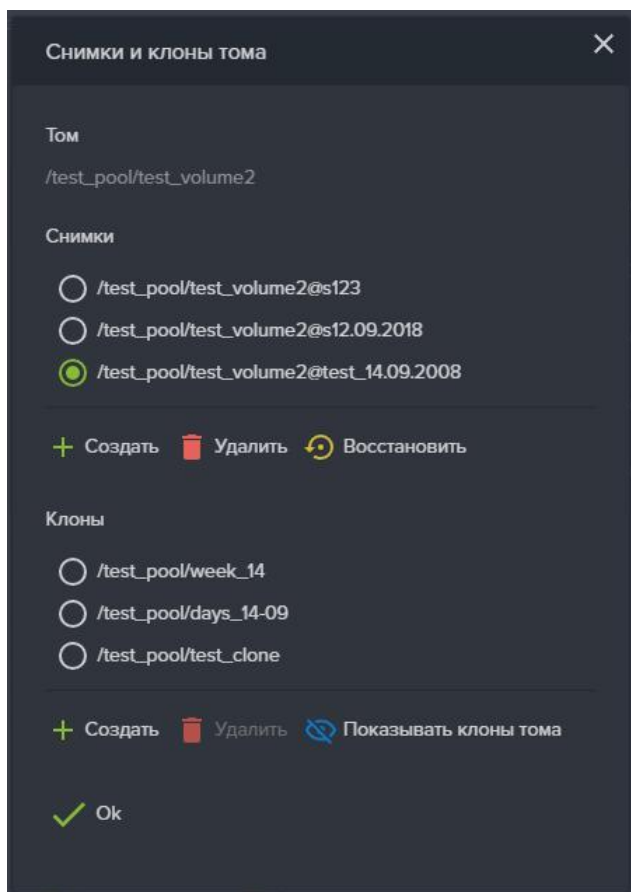 Снимки и клоны тома
Том
/test_pool/test_volume2
Снимки
/test_pool/test_volume2@s123
/test_pool/test_volume2@s12.09.2018
/test_pool/test_volume2@test_14.09.2008
Создать Удалить Восстановить
Клоны
/test_pool/week_14
/test_pool/days_14-09
/test_pool/test_clone
Создать Удалить Показывать клоны тома
Ok